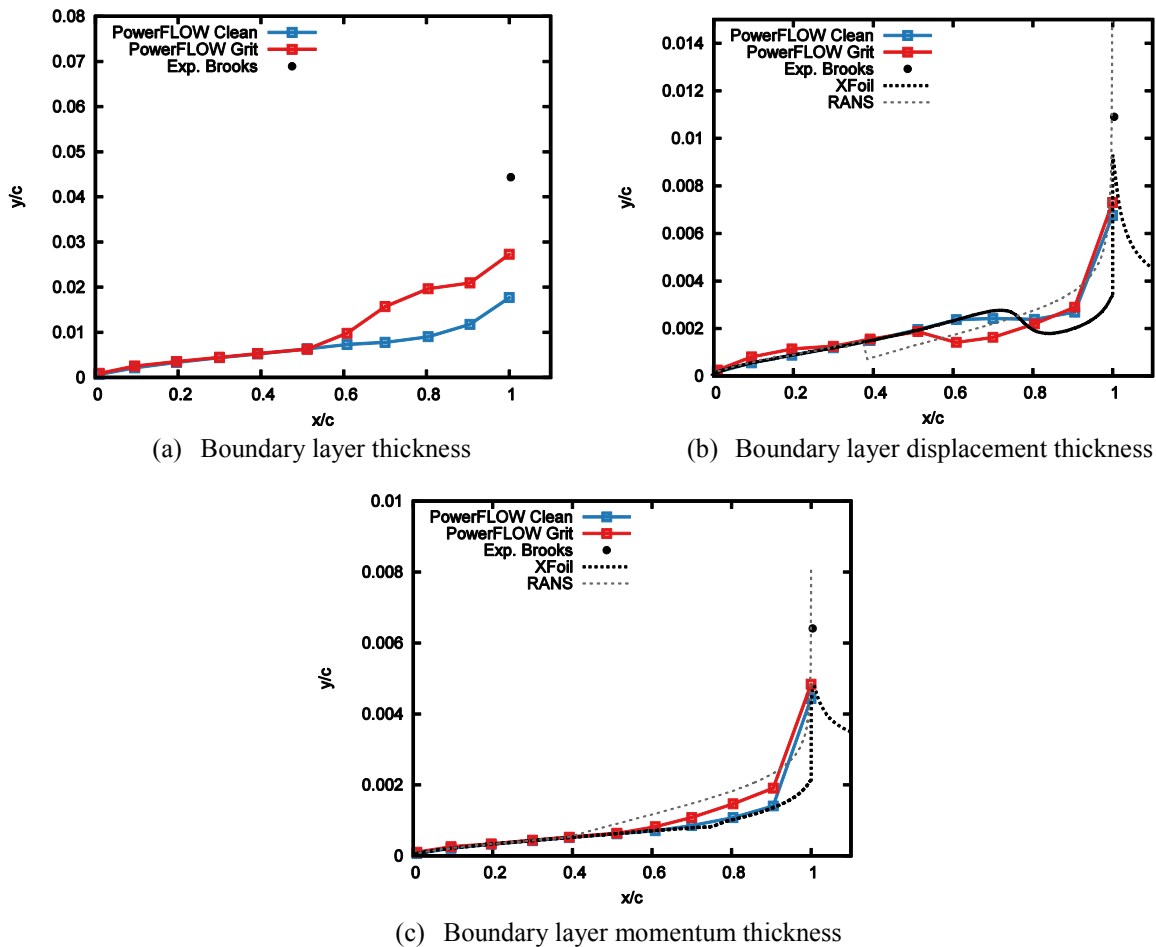 PowerFLOW Clean
PowerFLOW Grit
Exp. Brooks
0.08
0.07
0.06
0.05
0.04
0.03
0.02
0.01
0
y/c
0 0.2 0.4 0.6 0.8 1
x/c
(a) Boundary layer thickness
PowerFLOW Clean
PowerFLOW Grit
Exp. Brooks
XFoil
RANS
0.014
0.012
0.01
0.008
0.006
0.004
0.002
0
y/c
0 0.2 0.4 0.6 0.8 1
x/c
(b) Boundary layer displacement thickness
PowerFLOW Clean
PowerFLOW Grit
Exp. Brooks
XFoil
RANS
0.01
0.008
0.006
0.004
0.002
0
y/c
0 0.2 0.4 0.6 0.8 1
x/c
(c) Boundary layer momentum thickness